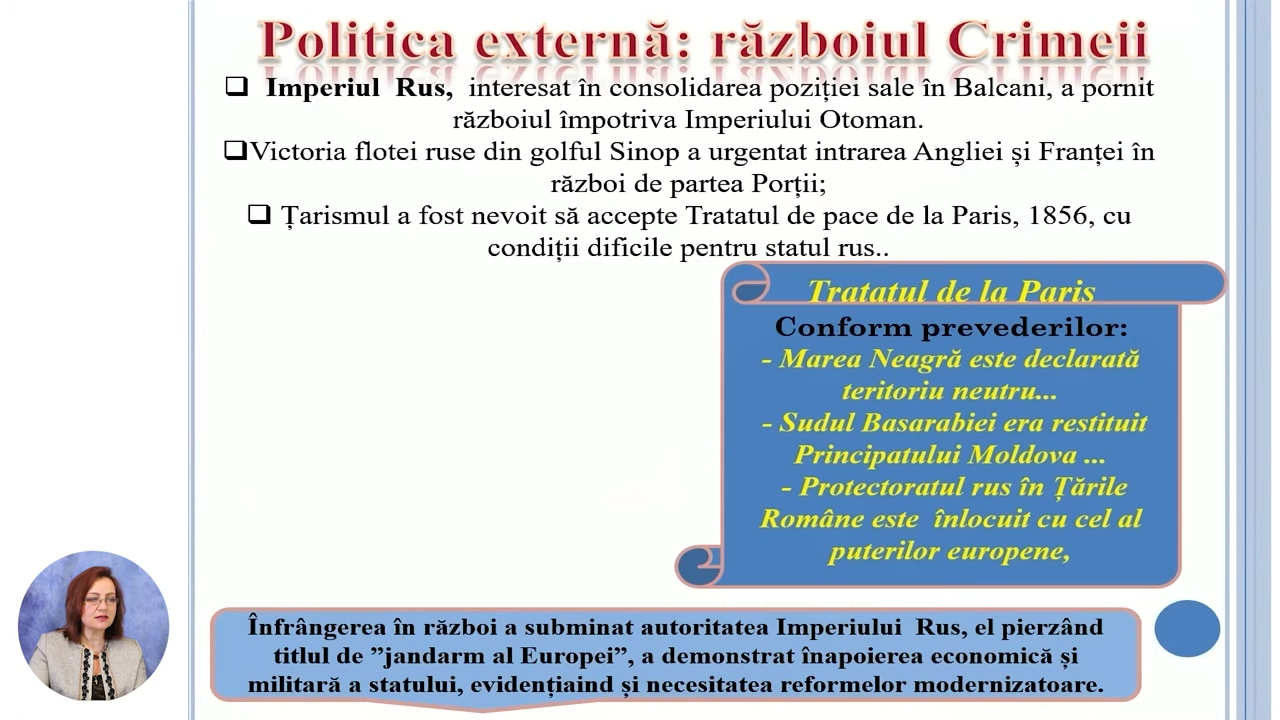 Politica externă: războiul Crimeii
❑ Imperiul Rus, interesat în consolidarea poziției sale în Balcani, a pornit
războiul împotriva Imperiului Otoman.
❑Victoria flotei ruse din golful Sinop a urgentat intrarea Angliei și Franței în
război de partea Porții;
❑ Țarismul a fost nevoit să accepte Tratatul de pace de la Paris, 1856, cu
condiții dificile pentru statul rus..
Tratatul de la Paris
Conform prevederilor:
- Marea Neagră este declarată
teritoriu neutru...
- Sudul Basarabiei era restituit
Principatului Moldova ...
- Protectoratul rus în Țările
Române este înlocuit cu cel al
puterilor europene,
Înfrângerea în război a subminat autoritatea Imperiului Rus, el pierzând
titlul de ”jandarm al Europei”, a demonstrat înapoierea economică și
militară a statului, evidențiaind și necesitatea reformelor modernizatoare.